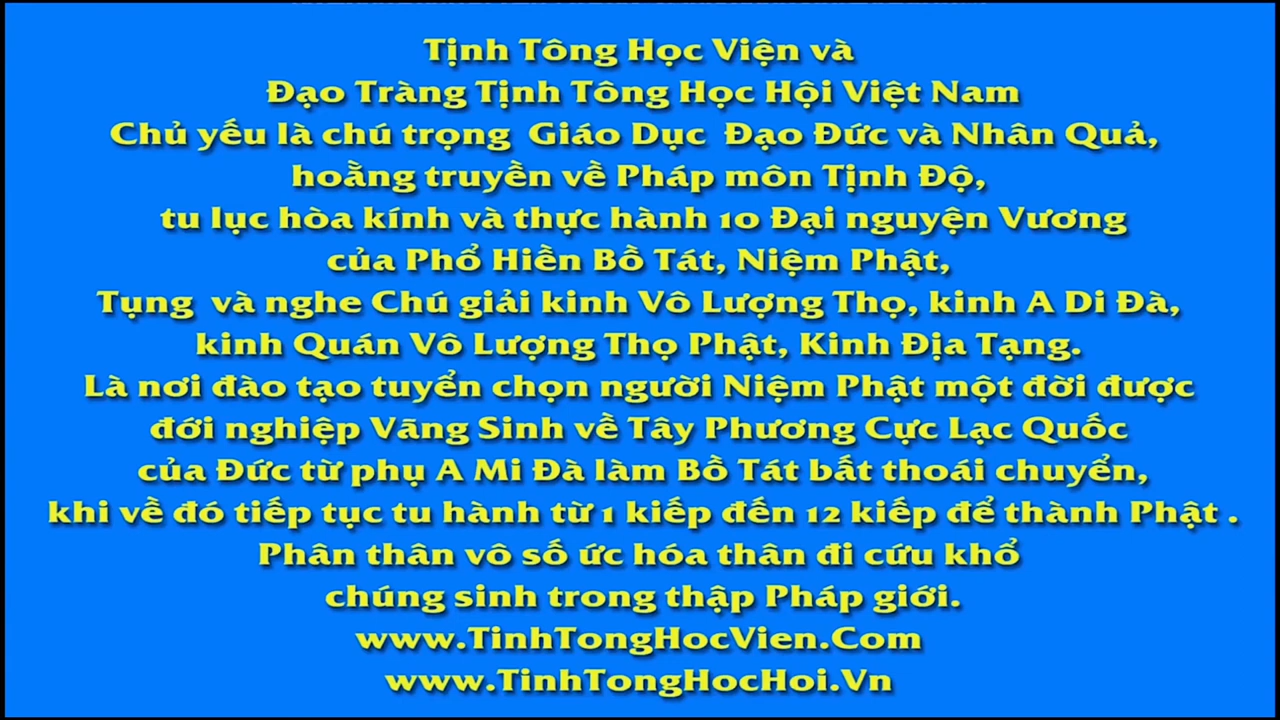 Tịnh Tông Học Viện và
Đạo Tràng Tịnh Tông Học Hội Việt Nam
Chủ yếu là chú trọng Giáo Dục Đạo Đức và Nhân Quả,
hoằng truyền về Pháp môn Tịnh Độ,
tu lục hòa kính và thực hành 10 Đại nguyện Vương
của Phổ Hiền Bồ Tát, Niệm Phật,
Tụng và nghe Chú giải kinh Vô Lượng Thọ, kinh A Di Đà,
kinh Quán Vô Lượng Thọ Phật, Kinh Địa Tạng.
Là nơi đào tạo tuyển chọn người Niệm Phật một đời được
đới nghiệp Vãng Sinh về Tây Phương Cực Lạc Quốc
của Đức từ phụ A Mi Đà làm Bồ Tát bất thoái chuyển,
khi về đó tiếp tục tu hành từ 1 kiếp đến 12 kiếp để thành Phật .
Phân thân vô số ức hóa thân đi cứu khổ
chúng sinh trong thập Pháp giới.
www.TinhTongHocVien.Com
www.TinhTongHocHoi.Vn